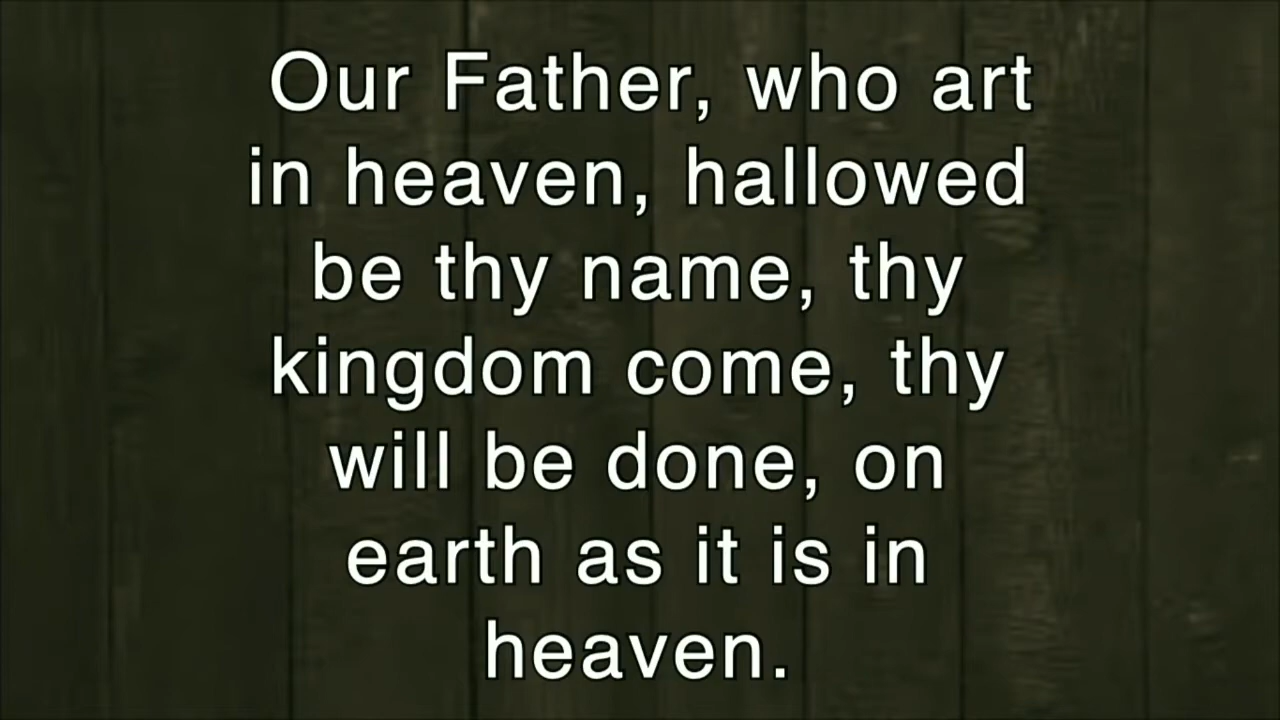 Our Father, who art
in heaven, hallowed
be thy name, thy
kingdom come, thy
will be done, on
earth as it is in
heaven.